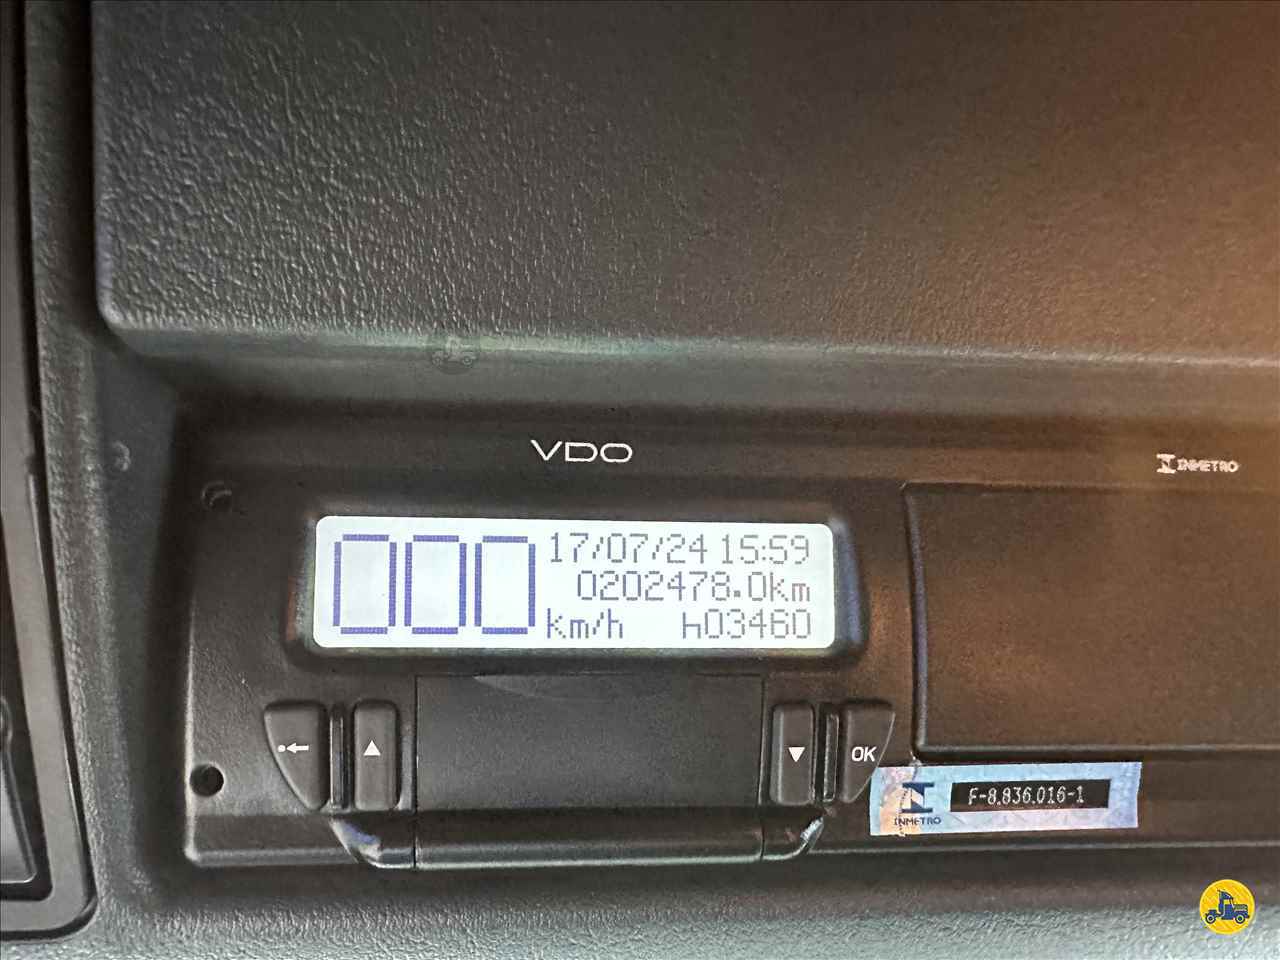 VDO
INMETRO
000
17/07/24 15:59
0202478.0km
km/h h03460
OK
INMETRO
F-8.836.016-1